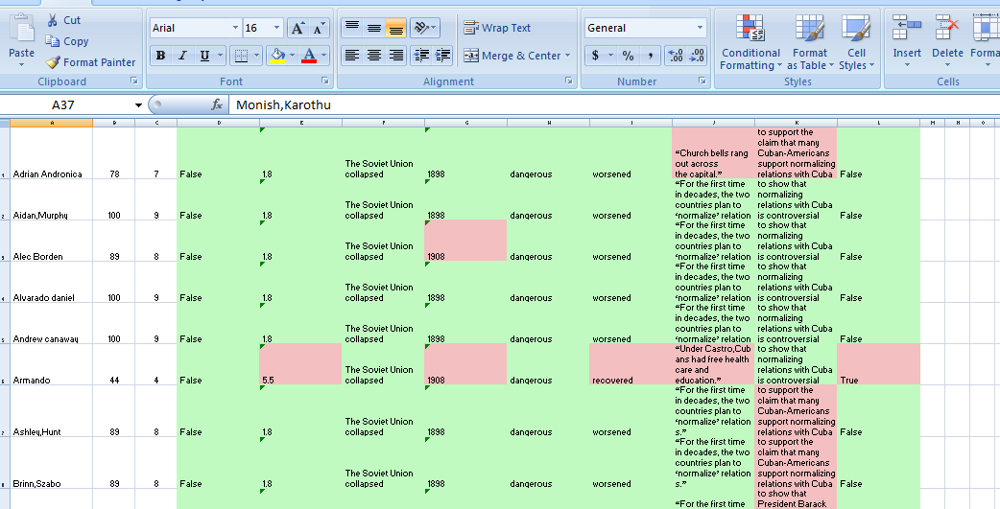 Cut
Arial 16 A A Wrap Text General
Copy
Paste Format Painter B I U A Merge & Center $ % , .00 .00 Conditional Formatting Format as Table Cell Styles Insert Delete Forma
Clipboard Font Alignment Number Styles Cells
A37 fx Monish,Karothu
A B C D E F G H I J K L M N O
1 Adrian Andronica 78 7 False 1.8 The Soviet Union collapsed 1898 dangerous worsened “Church bells rang out across the capital.” to support the claim that many Cuban-Americans support normalizing relations with Cuba False
2 Aidan,Murphy 100 9 False 1.8 The Soviet Union collapsed 1898 dangerous worsened “For the first time in decades, the two countries plan to ‘normalize’ relation to show that normalizing relations with Cuba is controversial False
3 Alec Borden 89 8 False 1.8 The Soviet Union collapsed 1908 dangerous worsened “For the first time in decades, the two countries plan to ‘normalize’ relation to show that normalizing relations with Cuba is controversial False
4 Alvarado daniel 100 9 False 1.8 The Soviet Union collapsed 1898 dangerous worsened “For the first time in decades, the two countries plan to ‘normalize’ relation to show that normalizing relations with Cuba is controversial False
5 Andrew canaway 100 9 False 1.8 The Soviet Union collapsed 1898 dangerous worsened “For the first time in decades, the two countries plan to ‘normalize’ relation to show that normalizing relations with Cuba is controversial False
6 Armando 44 4 False 5.5 The Soviet Union collapsed 1908 dangerous recovered “Under Castro,Cub ans had free health care and education.” to show that normalizing relations with Cuba is controversial True
7 Ashley,Hunt 89 8 False 1.8 The Soviet Union collapsed 1898 dangerous worsened “For the first time in decades, the two countries plan to ‘normalize’ relation s.” to support the claim that many Cuban-Americans support normalizing relations with Cuba False
8 Brinn,Szabo 89 8 False 1.8 The Soviet Union collapsed 1898 dangerous worsened “For the first time in decades, the two countries plan to ‘normalize’ relation s.” to support the claim that many Cuban-Americans support normalizing relations with Cuba False
“For the first time to show that President Barack